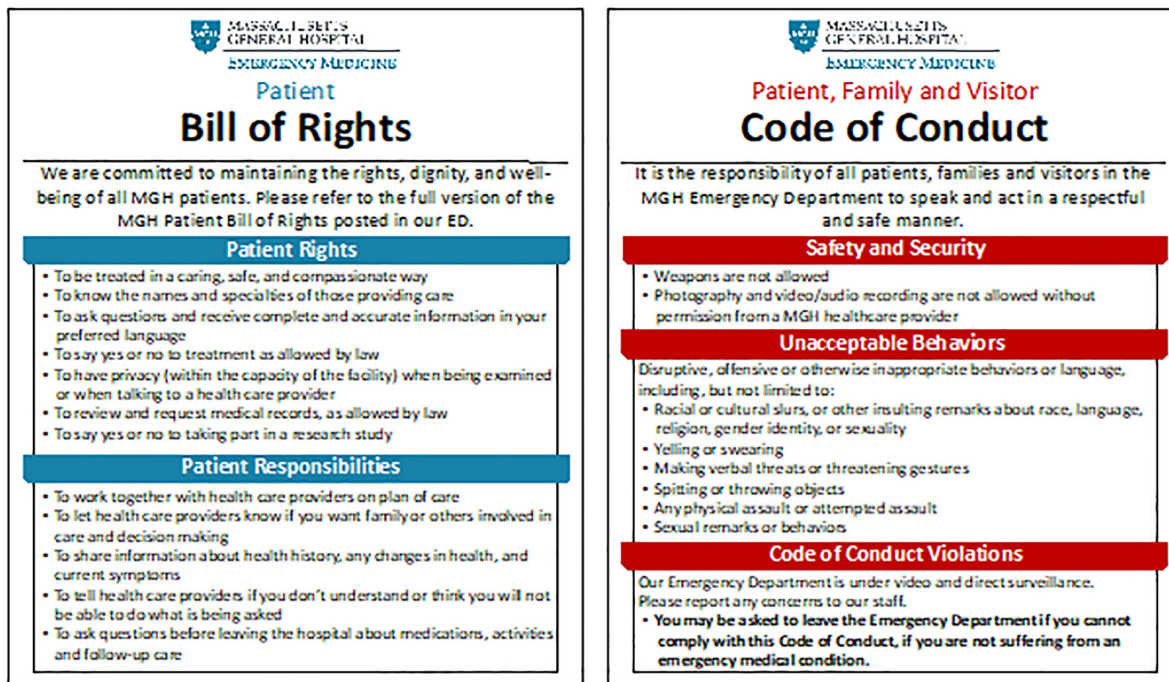 MASSACHUSETTS
GENERAL HOSPITAL
EMERGENCY MEDICINE
Patient
Bill of Rights
We are committed to maintaining the rights, dignity, and well-
being of all MGH patients. Please refer to the full version of the
MGH Patient Bill of Rights posted in our ED.
Patient Rights
• To be treated in a caring, safe, and compassionate way
• To know the names and specialties of those providing care
• To ask questions and receive complete and accurate information in your
preferred language
• To say yes or no to treatment as allowed by law
• To have privacy (within the capacity of the facility) when being examined
or when talking to a health care provider
• To review and request medical records, as allowed by law
• To say yes or no to taking part in a research study
Patient Responsibilities
• To work together with health care providers on plan of care
• To let health care providers know if you want family or others involved in
care and decision making
• To share information about health history, any changes in health, and
current symptoms
• To tell health care providers if you don't understand or think you will not
be able to do what is being asked
• To ask questions before leaving the hospital about medications, activities
and follow-up care
MASSACHUSETTS
GENERAL HOSPITAL
EMERGENCY MEDICINE
Patient, Family and Visitor
Code of Conduct
It is the responsibility of all patients, families and visitors in the
MGH Emergency Department to speak and act in a respectful
and safe manner.
Safety and Security
• Weapons are not allowed
• Photography and video/audio recording are not allowed without
permission from a MGH healthcare provider
Unacceptable Behaviors
Disruptive, offensive or otherwise inappropriate behaviors or language,
including, but not limited to:
• Racial or cultural slurs, or other insulting remarks about race, language,
religion, gender identity, or sexuality
• Yelling or swearing
• Making verbal threats or threatening gestures
• Spitting or throwing objects
• Any physical assault or attempted assault
• Sexual remarks or behaviors
Code of Conduct Violations
Our Emergency Department is under video and direct surveillance.
Please report any concerns to our staff.
• You may be asked to leave the Emergency Department if you cannot
comply with this Code of Conduct, if you are not suffering from an
emergency medical condition.